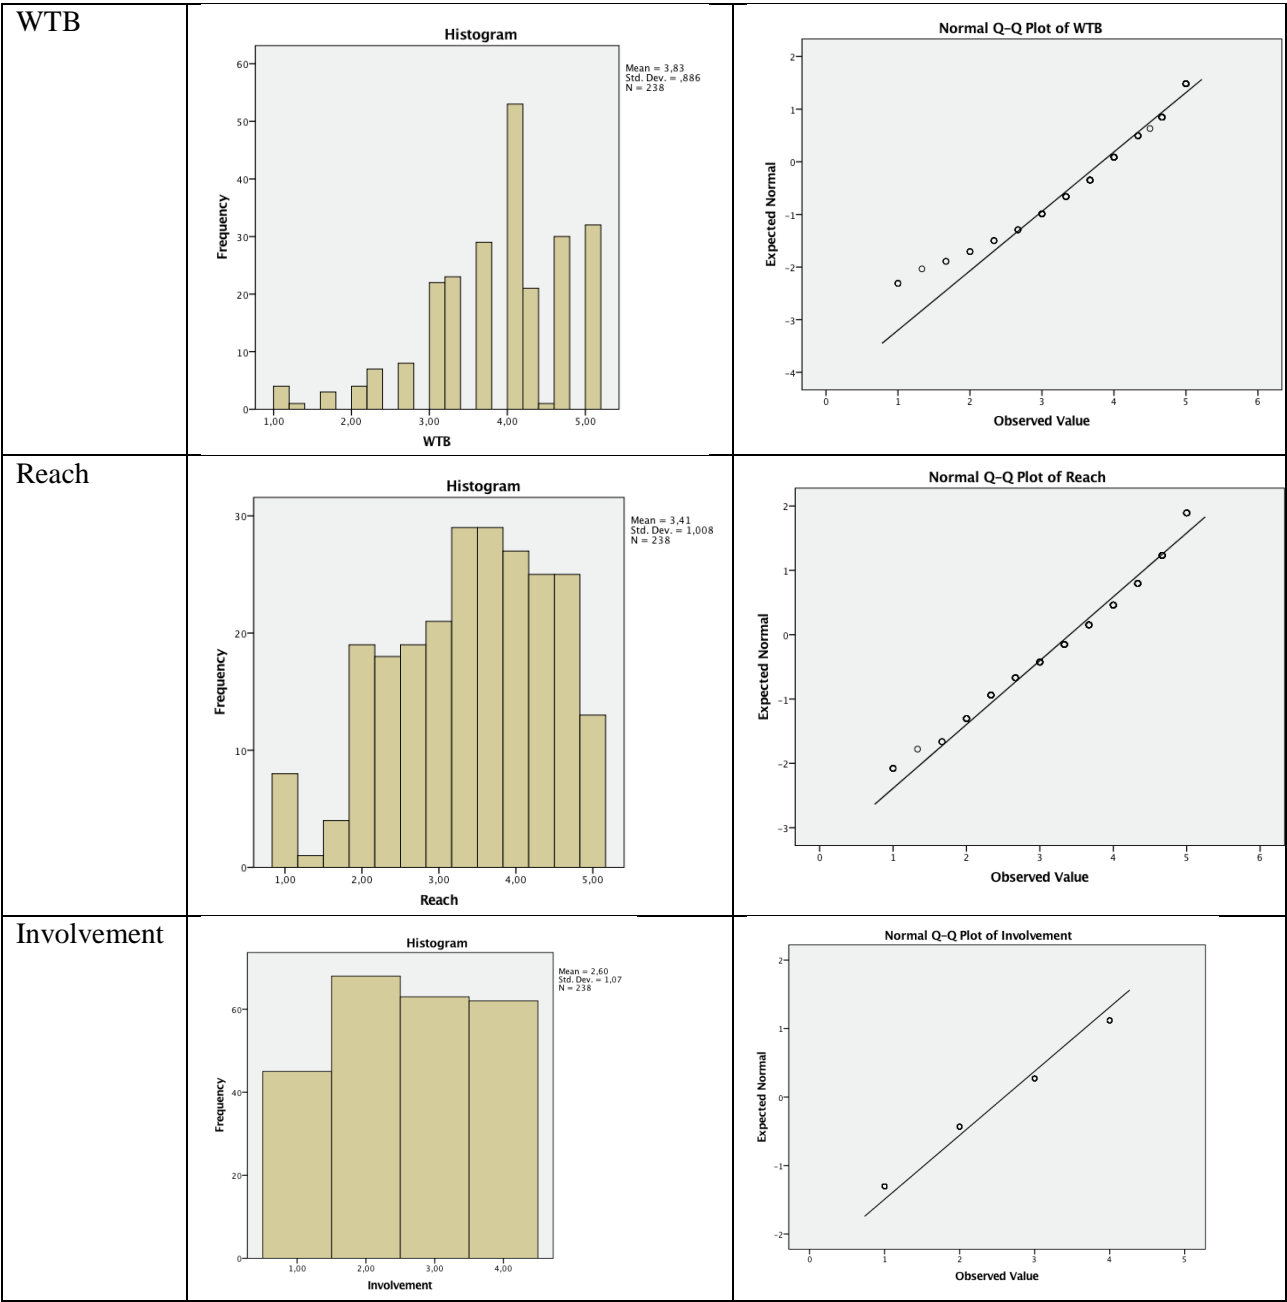 WTB
Histogram
Mean = 3,83
Std. Dev. = ,886
N = 238
60
50
40
30
20
10
0
Frequency
1,00 2,00 3,00 4,00 5,00
WTB
Normal Q-Q Plot of WTB
2
1
0
-1
-2
-3
-4
Expected Normal
0 1 2 3 4 5 6
Observed Value
Reach
Histogram
Mean = 3,41
Std. Dev. = 1,008
N = 238
30
20
10
0
Frequency
1,00 2,00 3,00 4,00 5,00
Reach
Normal Q-Q Plot of Reach
2
1
0
-1
-2
-3
Expected Normal
0 1 2 3 4 5 6
Observed Value
Involvement
Histogram
Mean = 2,60
Std. Dev. = 1,07
N = 238
60
40
20
0
Frequency
1,00 2,00 3,00 4,00
Involvement
Normal Q-Q Plot of Involvement
2
1
0
-1
-2
Expected Normal
0 1 2 3 4 5
Observed Value